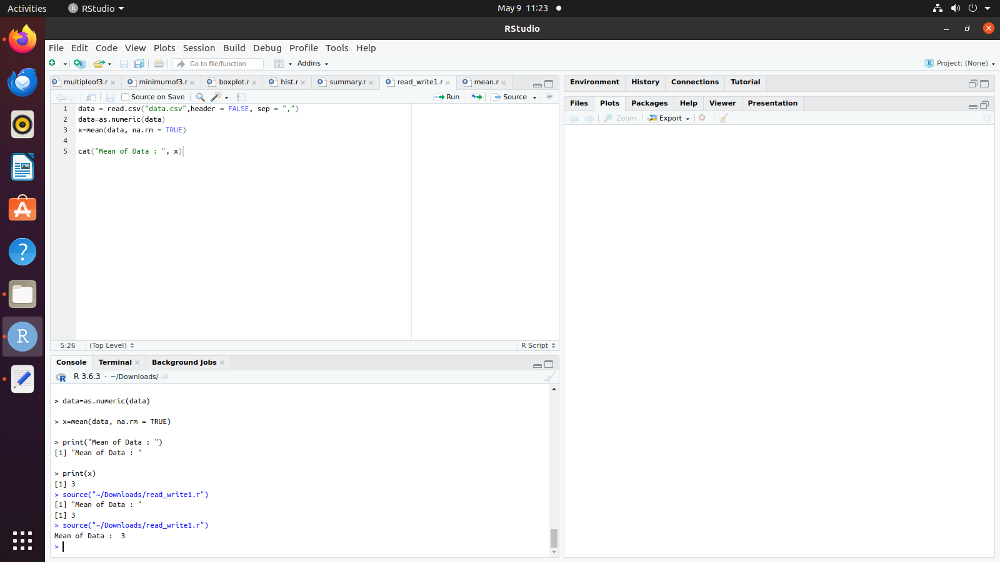 Activities RStudio May 9 11:23
RStudio
File Edit Code View Plots Session Build Debug Profile Tools Help
Go to file/function Addins Project: (None)
multipleof3.r minimumof3.r boxplot.r hist.r summary.r read_write1.r mean.r
Source on Save Run Source
1 data = read.csv("data.csv",header = FALSE, sep = ",")
2 data=as.numeric(data)
3 x=mean(data, na.rm = TRUE)
4
5 cat("Mean of Data : ", x)
5:26 (Top Level) R Script
Console Terminal Background Jobs
R 3.6.3 · ~/Downloads/
> data=as.numeric(data)
> x=mean(data, na.rm = TRUE)
> print("Mean of Data : ")
[1] "Mean of Data : "
> print(x)
[1] 3
> source("~/Downloads/read_write1.r")
[1] "Mean of Data : "
[1] 3
> source("~/Downloads/read_write1.r")
Mean of Data :  3
>
Environment History Connections Tutorial
Files Plots Packages Help Viewer Presentation
Zoom Export